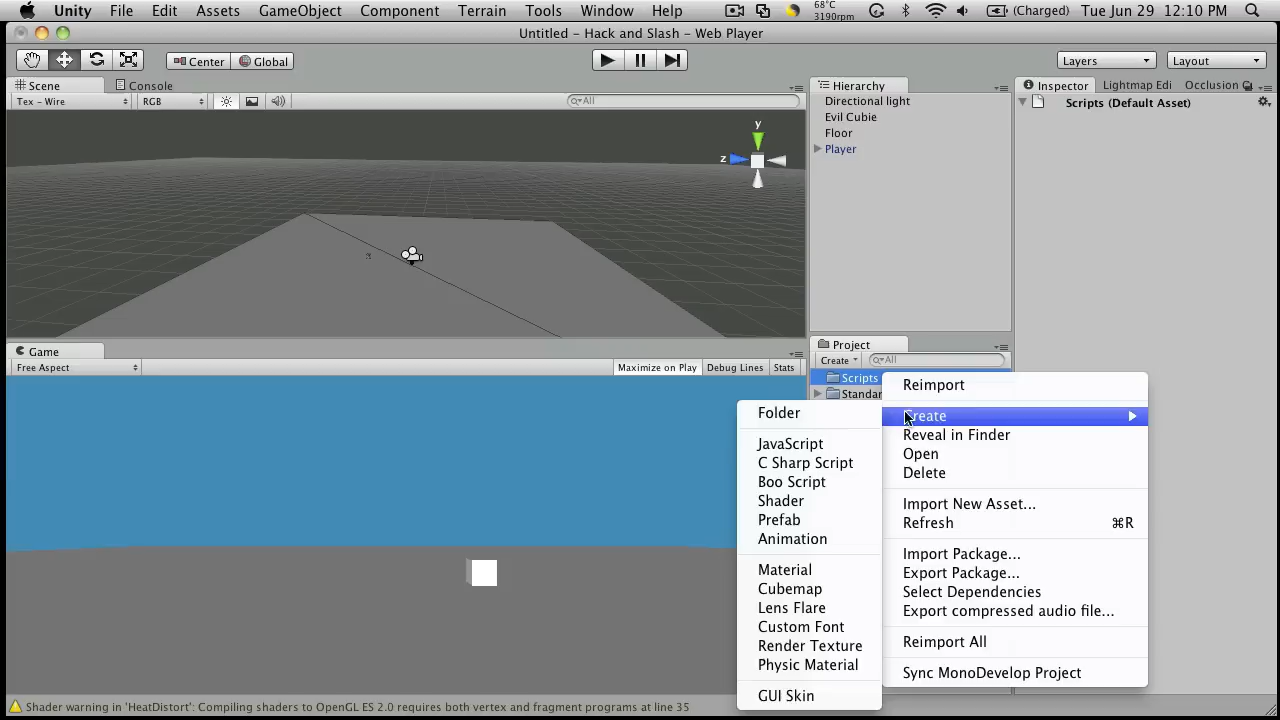 Unity File Edit Assets GameObject Component Terrain Tools Window Help 68°C 3190rpm (Charged) Tue Jun 29 12:10 PM
Untitled - Hack and Slash - Web Player
Center Global Layers Layout
Scene Console Hierarchy Inspector Lightmap Edi Occlusion
Tex - Wire RGB All
Directional light
Scripts (Default Asset)
Evil Cubie
Floor
Player
y
z
Game
Project
Free Aspect Maximize on Play Debug Lines Stats
Create All
Scripts
Standar
Reimport
Create
Reveal in Finder
Open
Delete
Import New Asset...
Refresh ⌘R
Import Package...
Export Package...
Select Dependencies
Export compressed audio file...
Reimport All
Sync MonoDevelop Project
Folder
JavaScript
C Sharp Script
Boo Script
Shader
Prefab
Animation
Material
Cubemap
Lens Flare
Custom Font
Render Texture
Physic Material
GUI Skin
Shader warning in 'HeatDistort': Compiling shaders to OpenGL ES 2.0 requires both vertex and fragment programs at line 35